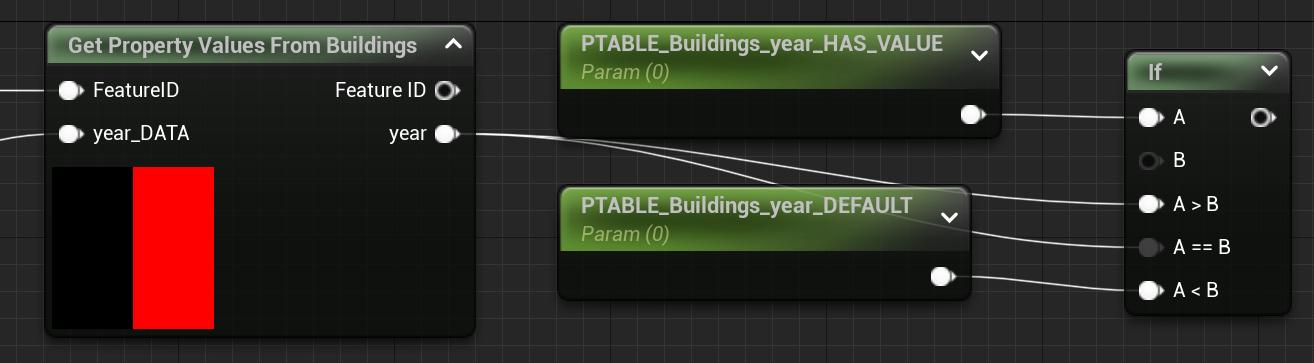 Get Property Values From Buildings
FeatureID
Feature ID
year_DATA
year
PTABLE_Buildings_year_HAS_VALUE
Param (0)
PTABLE_Buildings_year_DEFAULT
Param (0)
If
A
B
A > B
A == B
A < B